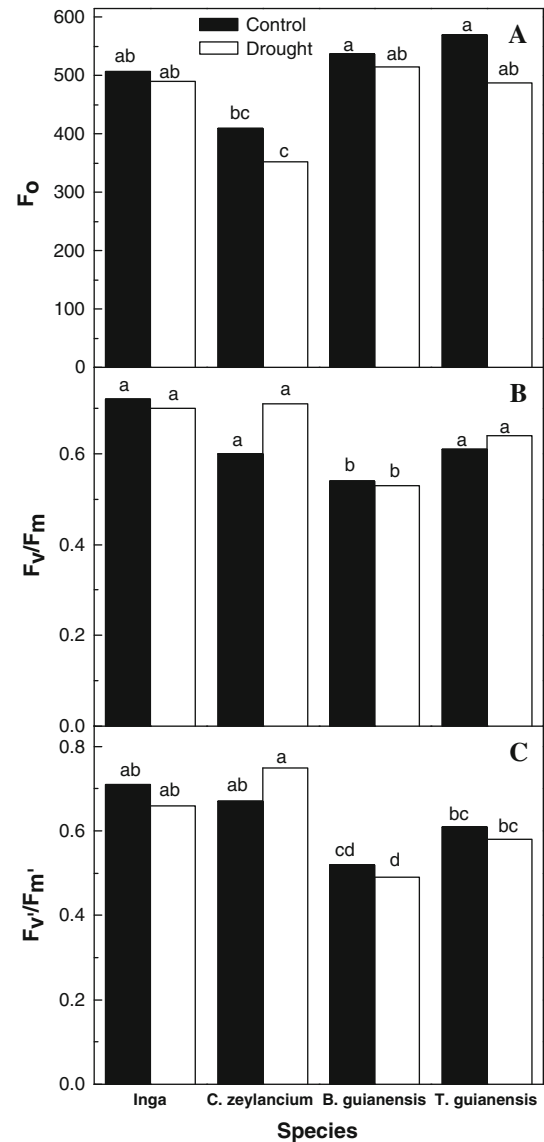 600
500
400
300
200
100
0
Fo
Control
Drought
A
ab
ab
bc
c
a
ab
a
ab
0.6
0.4
0.2
0.0
Fv/Fm
B
a
a
a
a
b
b
a
a
0.8
0.6
0.4
0.2
0.0
Fv'/Fm'
C
ab
ab
ab
a
cd
d
bc
bc
Inga
C. zeylancium
B. guianensis
T. guianensis
Species